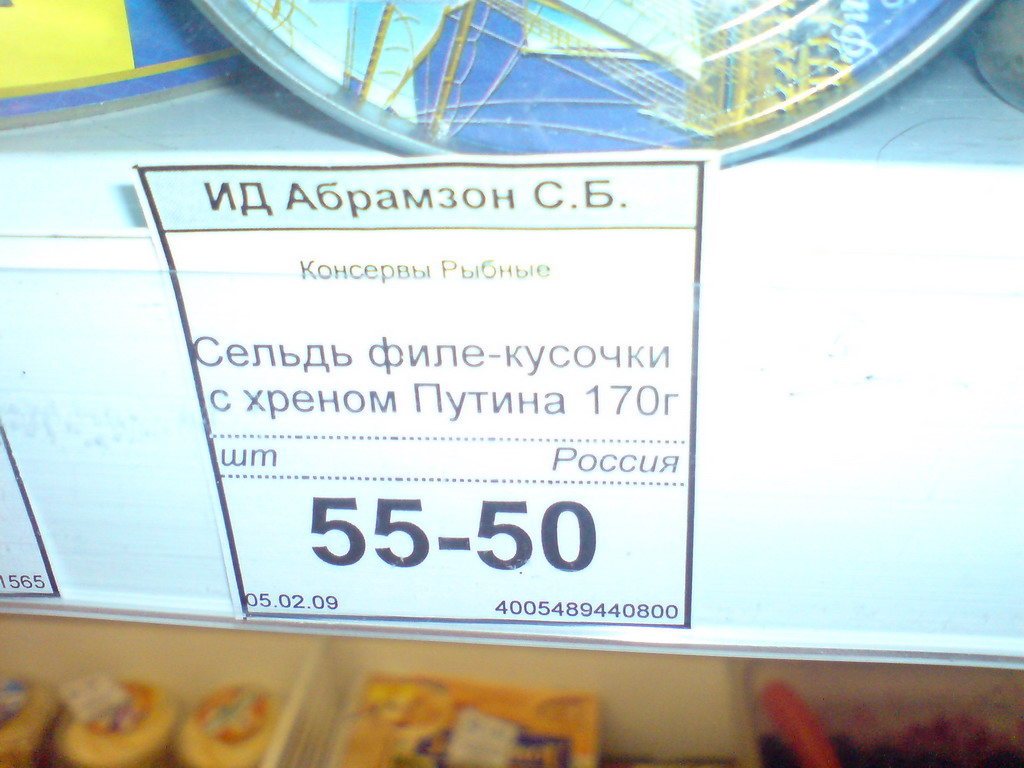 ИД Абрамзон С.Б.
Консервы Рыбные
Сельдь филе-кусочки
с хреном Путина 170г
шт Россия
55-50
05.02.09 4005489440800
1565